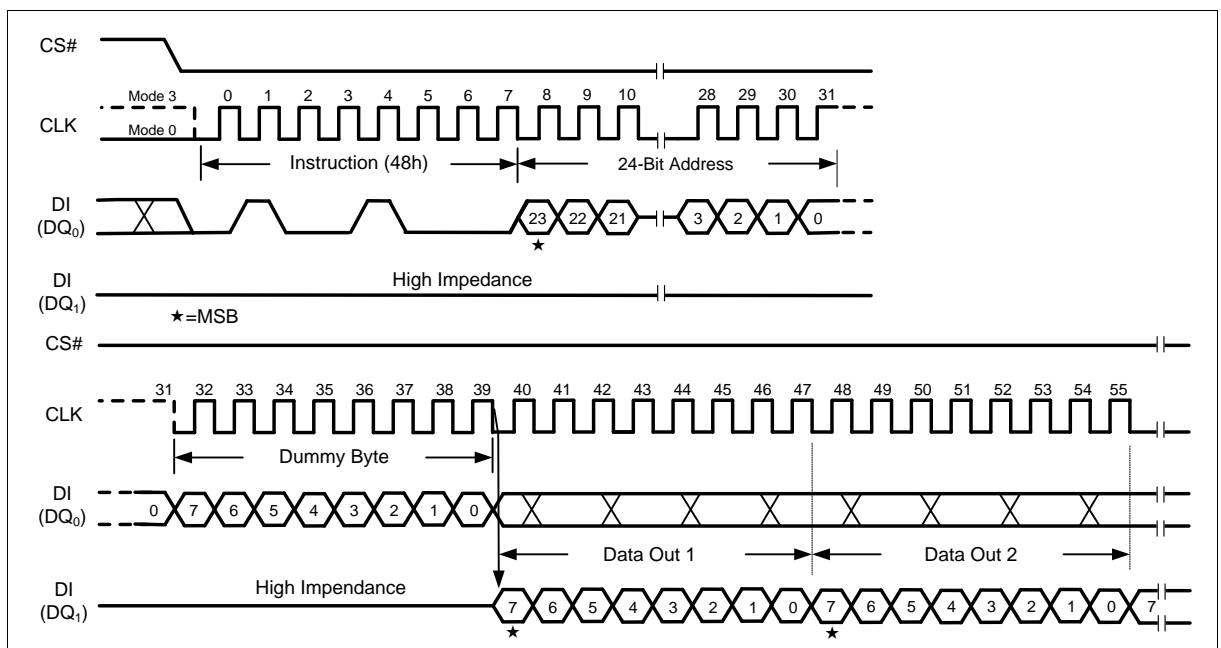 CS#
Mode 3
0 1 2 3 4 5 6 7 8 9 10 28 29 30 31
CLK
Mode 0
Instruction (48h)
24-Bit Address
DI
(DQ0)
23 22 21 3 2 1 0
★
High Impedance
DI
(DQ1)
★=MSB
CS#
31 32 33 34 35 36 37 38 39 40 41 42 43 44 45 46 47 48 49 50 51 52 53 54 55
CLK
Dummy Byte
DI
(DQ0)
0 7 6 5 4 3 2 1 0
Data Out 1
Data Out 2
High Impendance
DI
(DQ1)
7 6 5 4 3 2 1 0 7 6 5 4 3 2 1 0 7
★ ★